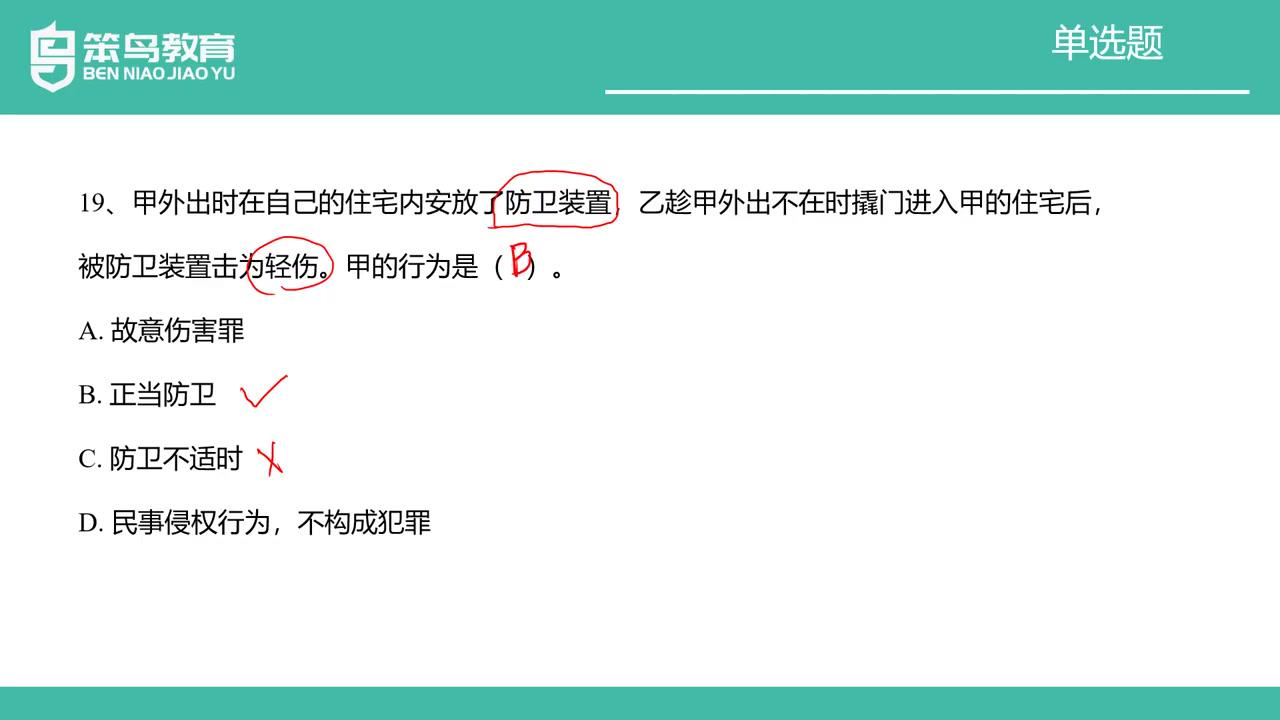 笨鸟教育
BEN NIAO JIAO YU
单选题
19、甲外出时在自己的住宅内安放了防卫装置，乙趁甲外出不在时撬门进入甲的住宅后，
被防卫装置击为轻伤。甲的行为是（B）。
A. 故意伤害罪
B. 正当防卫
C. 防卫不适时
D. 民事侵权行为，不构成犯罪